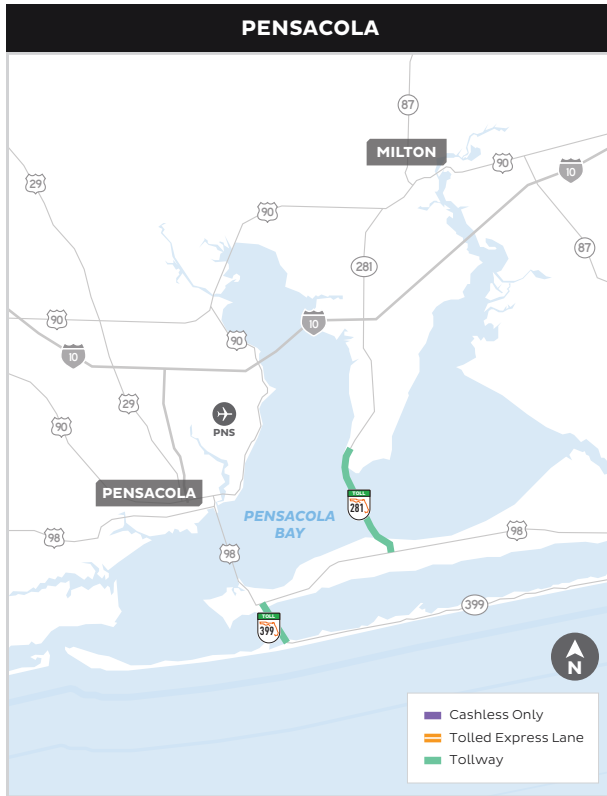 PENSACOLA
87
MILTON
90
10
29
90
87
281
90
10
90
10
29
90
PNS
PENSACOLA
TOLL
281
PENSACOLA
BAY
98
98
98
399
TOLL
399
N
Cashless Only
Tolled Express Lane
Tollway